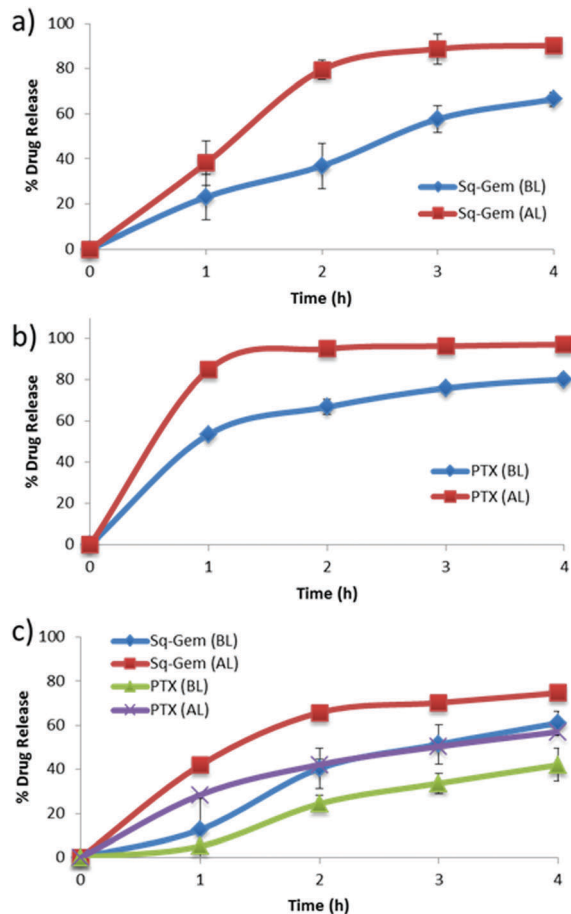 a)
100
80
60
40
20
0
% Drug Release
Sq-Gem (BL)
Sq-Gem (AL)
0 1 2 3 4
Time (h)
b)
100
80
60
40
20
0
% Drug Release
PTX (BL)
PTX (AL)
0 1 2 3 4
Time (h)
c)
100
80
60
40
20
0
% Drug Release
Sq-Gem (BL)
Sq-Gem (AL)
PTX (BL)
PTX (AL)
0 1 2 3 4
Time (h)